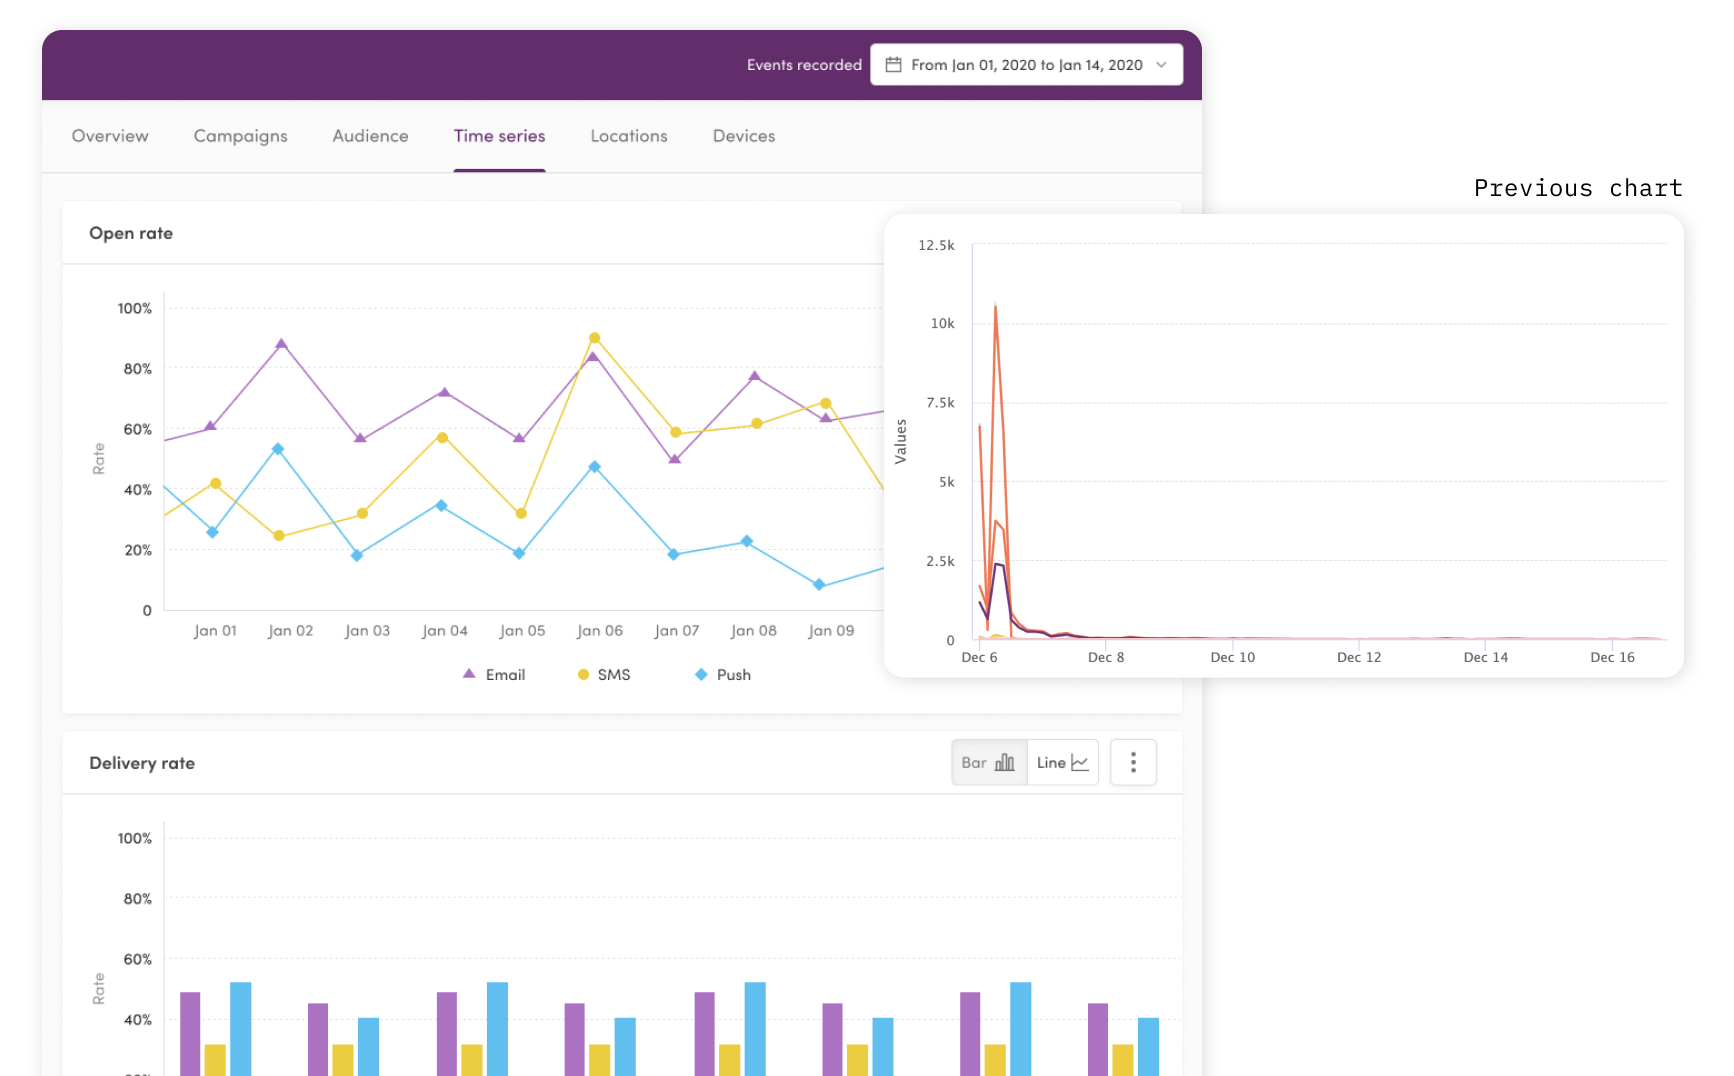 Events recorded
From Jan 01, 2020 to Jan 14, 2020
Overview
Campaigns
Audience
Time series
Locations
Devices
Previous chart
Open rate
100%
80%
60%
40%
20%
0
Rate
Jan 01
Jan 02
Jan 03
Jan 04
Jan 05
Jan 06
Jan 07
Jan 08
Jan 09
Email
SMS
Push
12.5k
10k
7.5k
5k
2.5k
0
Values
Dec 6
Dec 8
Dec 10
Dec 12
Dec 14
Dec 16
Delivery rate
Bar
Line
100%
80%
60%
40%
Rate